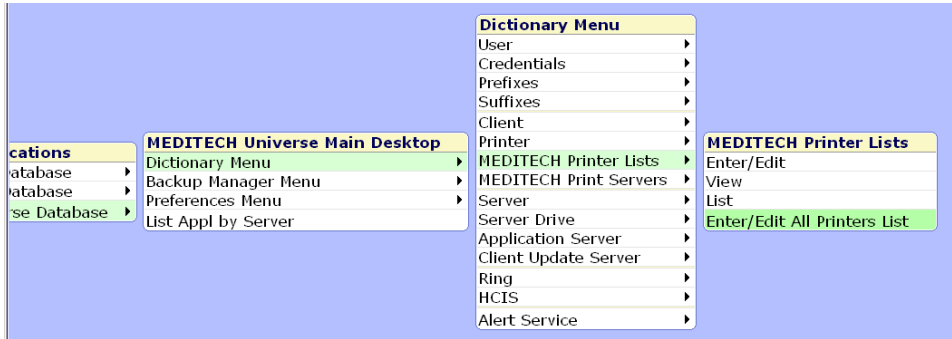 cations
atabase
atabase
rse Database
MEDITECH Universe Main Desktop
Dictionary Menu
Backup Manager Menu
Preferences Menu
List Appl by Server
Dictionary Menu
User
Credentials
Prefixes
Suffixes
Client
Printer
MEDITECH Printer Lists
MEDITECH Print Servers
Server
Server Drive
Application Server
Client Update Server
Ring
HCIS
Alert Service
MEDITECH Printer Lists
Enter/Edit
View
List
Enter/Edit All Printers List